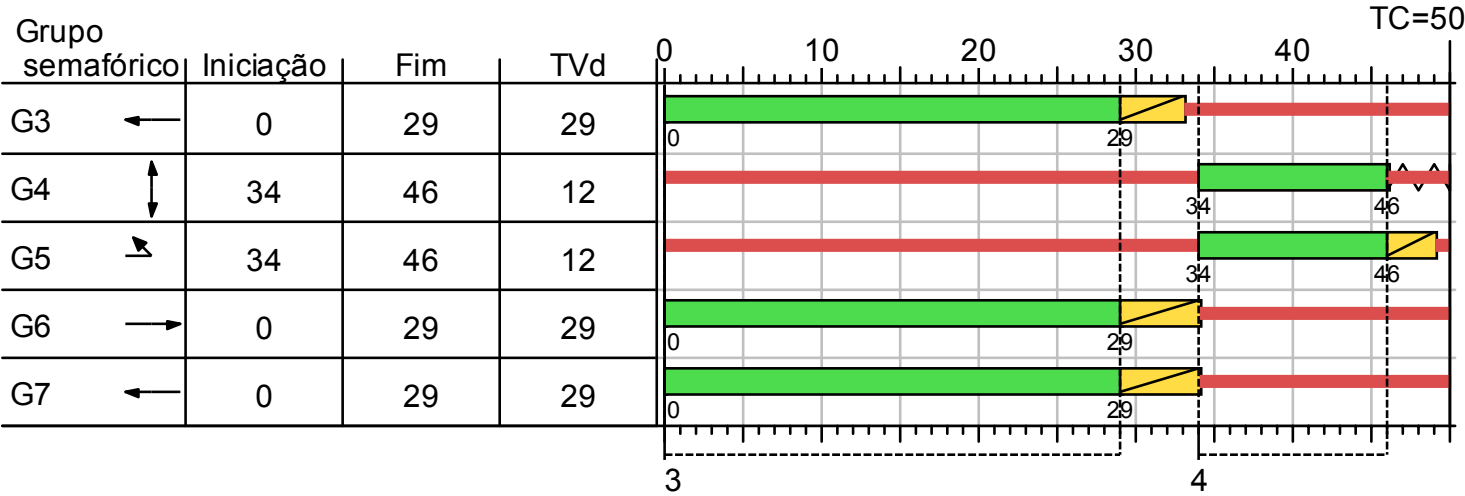 TC=50
Grupo
semafórico Iniciação Fim TVd 0 10 20 30 40
G3 0 29 29
0 29
G4 34 46 12
34 46
G5 34 46 12
34 46
G6 0 29 29
0 29
G7 0 29 29
0 29
3 4